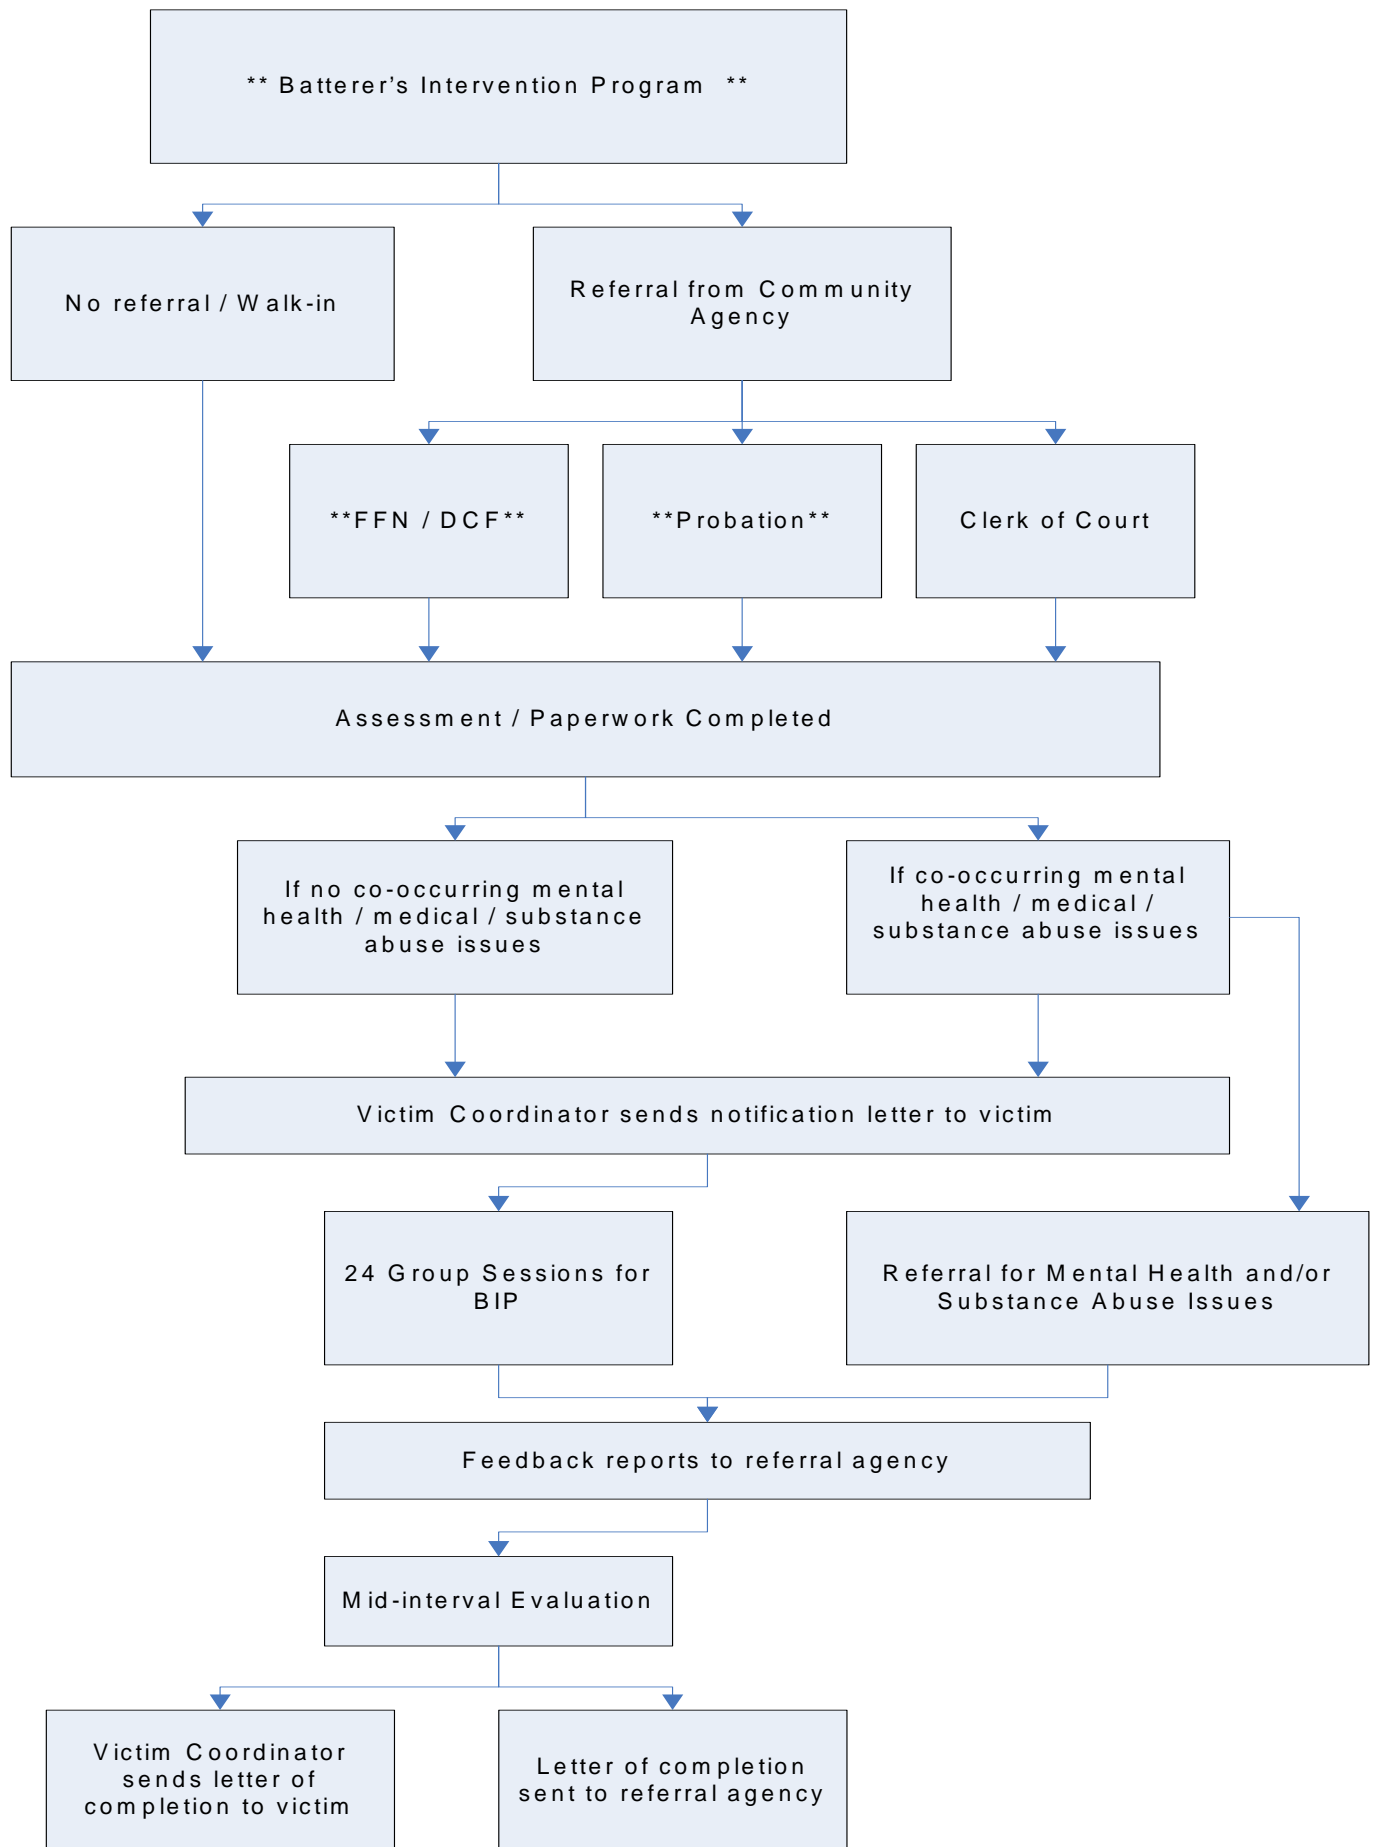 ** Batterer's Intervention Program **
No referral / Walk-in
Referral from Community
Agency
**FFN / DCF**
**Probation**
Clerk of Court
Assessment / Paperwork Completed
If no co-occurring mental
health / medical / substance
abuse issues
If co-occurring mental
health / medical /
substance abuse issues
Victim Coordinator sends notification letter to victim
24 Group Sessions for
BIP
Referral for Mental Health and/or
Substance Abuse Issues
Feedback reports to referral agency
Mid-interval Evaluation
Victim Coordinator
sends letter of
completion to victim
Letter of completion
sent to referral agency